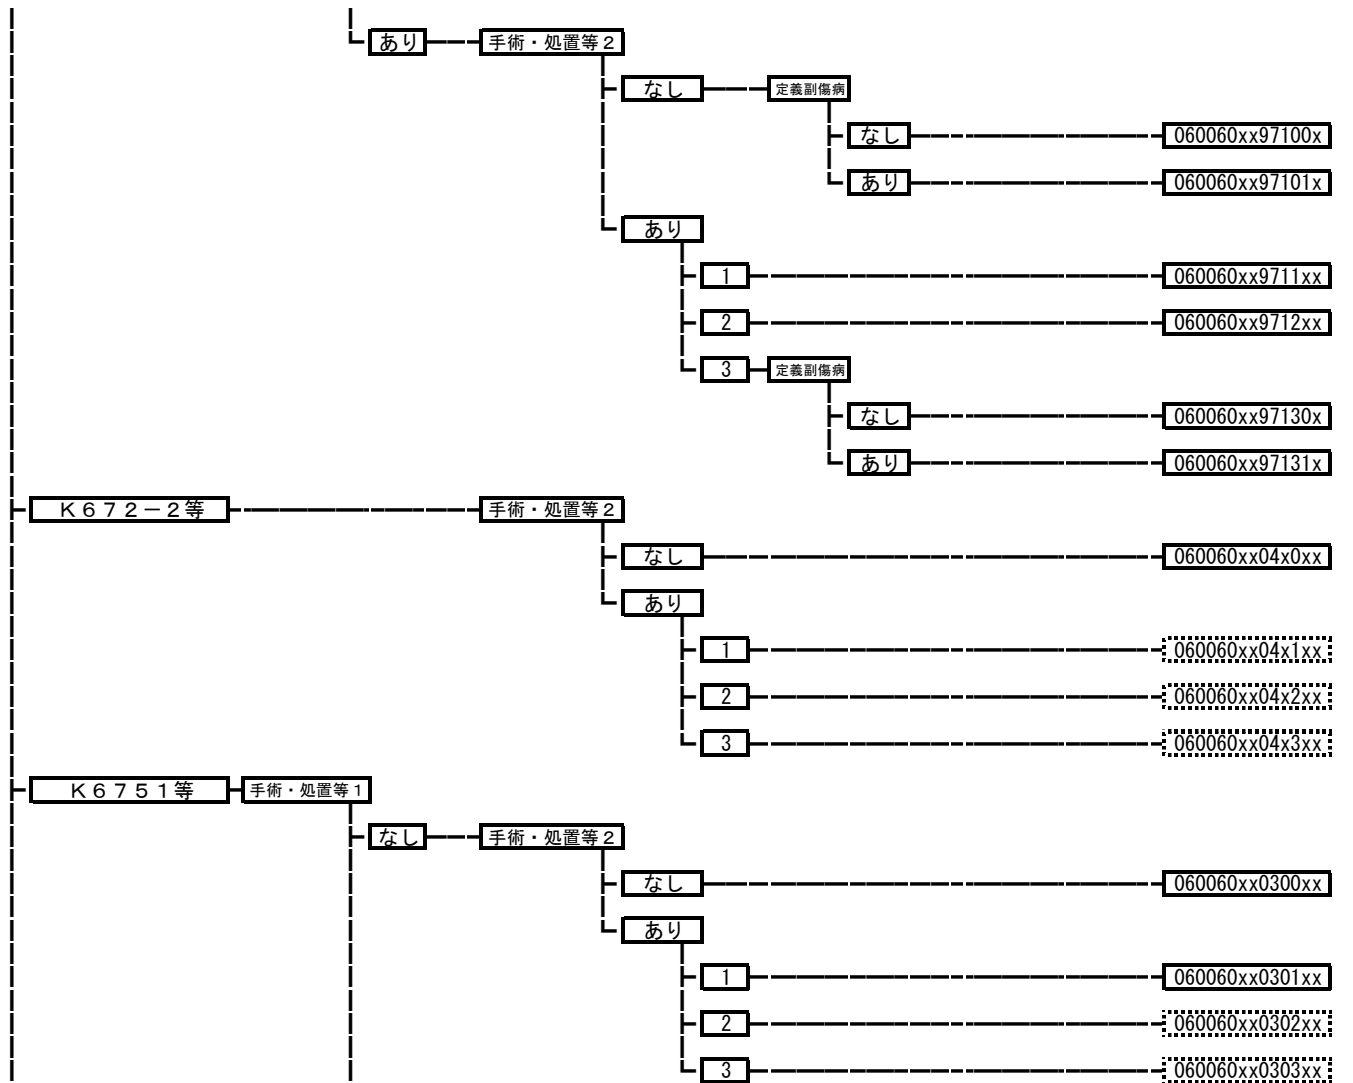 あり 手術・処置等２
なし 定義副傷病
なし 060060xx97100x
あり 060060xx97101x
あり
1 060060xx9711xx
2 060060xx9712xx
3 定義副傷病
なし 060060xx97130x
あり 060060xx97131x
Ｋ６７２－２等 手術・処置等２
なし 060060xx04x0xx
あり
1 060060xx04x1xx
2 060060xx04x2xx
3 060060xx04x3xx
Ｋ６７５１等 手術・処置等１
なし 手術・処置等２
なし 060060xx0300xx
あり
1 060060xx0301xx
2 060060xx0302xx
3 060060xx0303xx